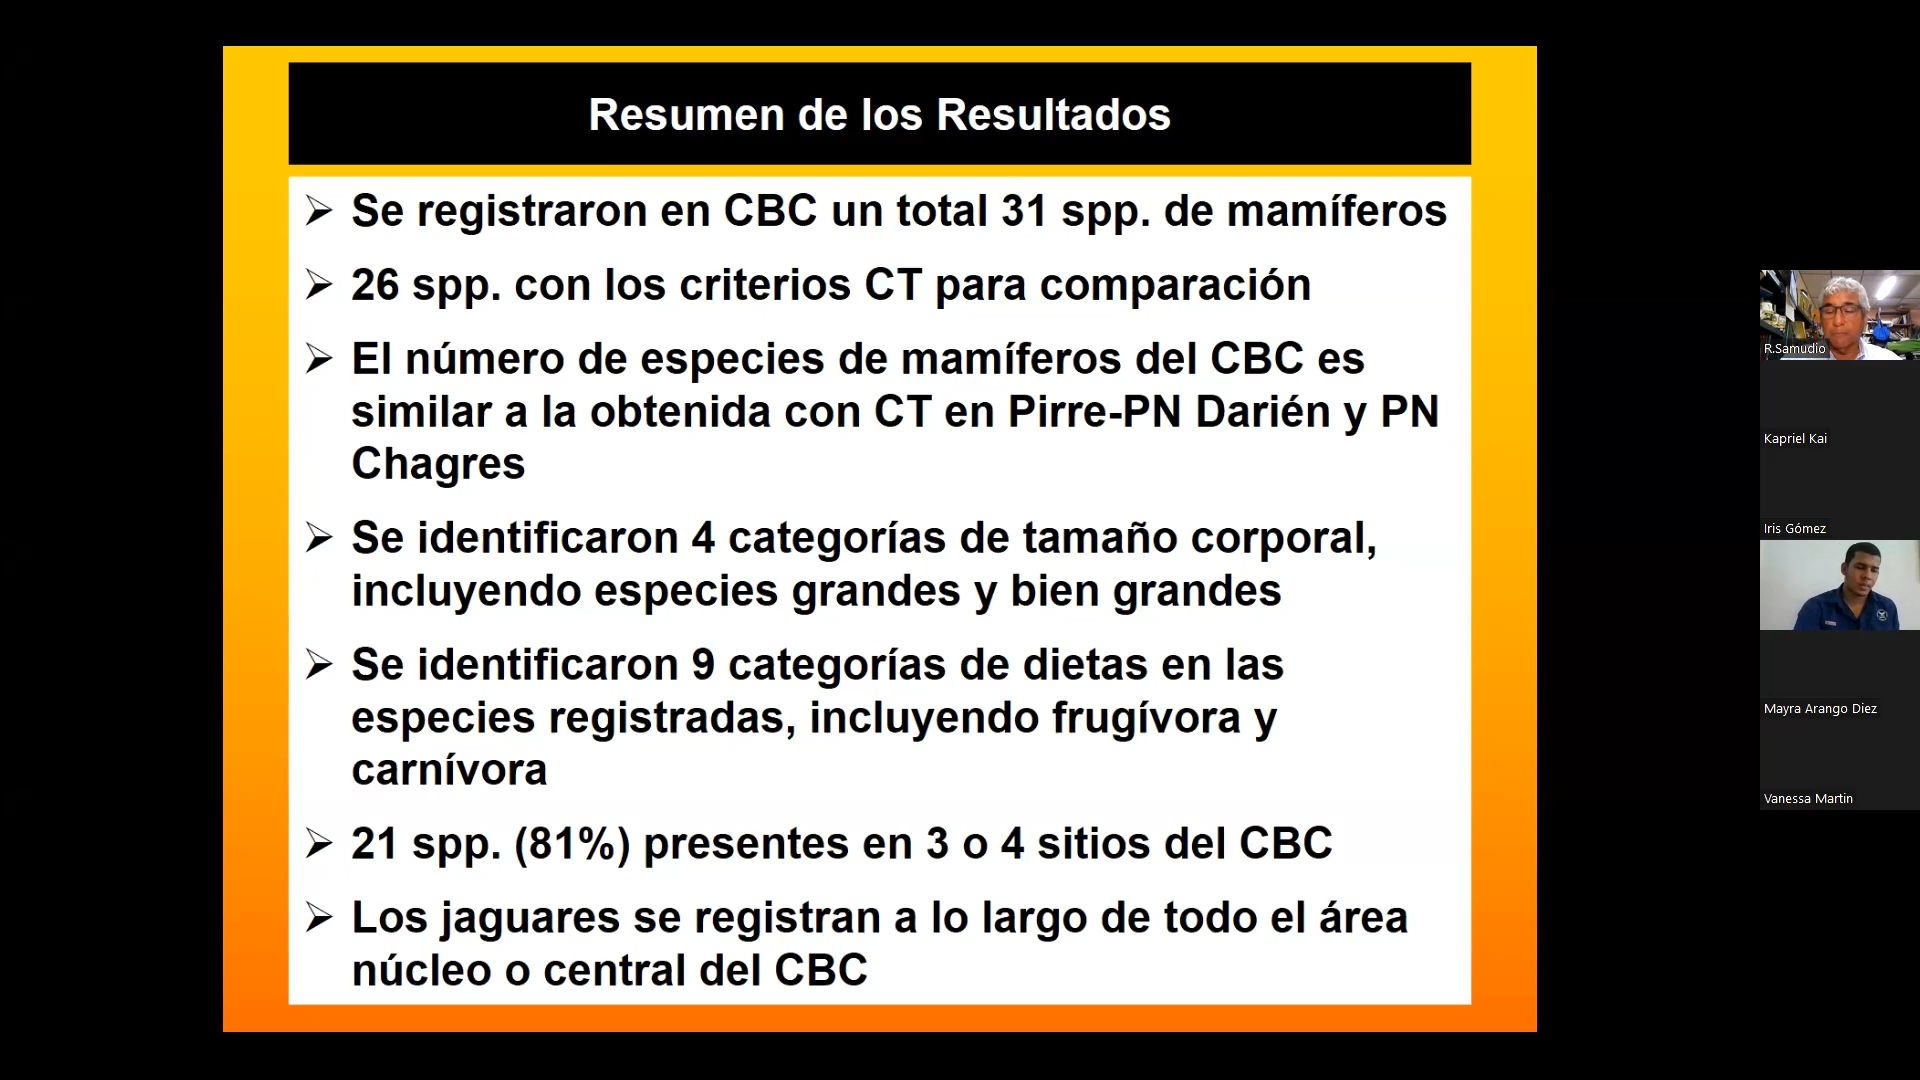 Resumen de los Resultados
➢ Se registraron en CBC un total 31 spp. de mamíferos
➢ 26 spp. con los criterios CT para comparación
➢ El número de especies de mamíferos del CBC es
similar a la obtenida con CT en Pirre-PN Darién y PN
Chagres
➢ Se identificaron 4 categorías de tamaño corporal,
incluyendo especies grandes y bien grandes
➢ Se identificaron 9 categorías de dietas en las
especies registradas, incluyendo frugívora y
carnívora
➢ 21 spp. (81%) presentes en 3 o 4 sitios del CBC
➢ Los jaguares se registran a lo largo de todo el área
núcleo o central del CBC
R.Samudio
Kapriel Kai
Iris Gómez
Mayra Arango Diez
Vanessa Martin